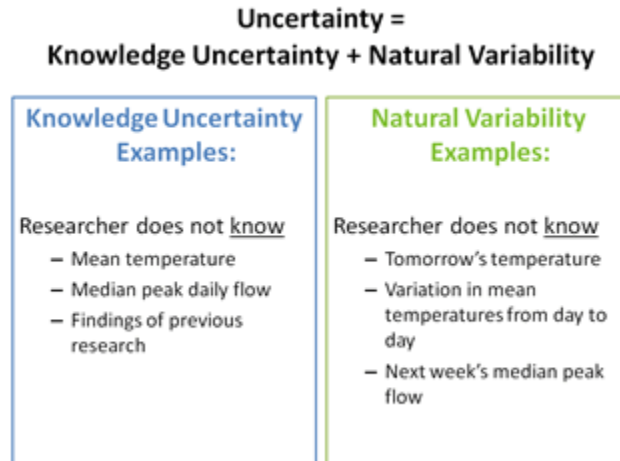 Uncertainty =
Knowledge Uncertainty + Natural Variability
Knowledge Uncertainty
Examples:
Researcher does not know
– Mean temperature
– Median peak daily flow
– Findings of previous
research
Natural Variability
Examples:
Researcher does not know
– Tomorrow's temperature
– Variation in mean
temperatures from day to
day
– Next week's median peak
flow